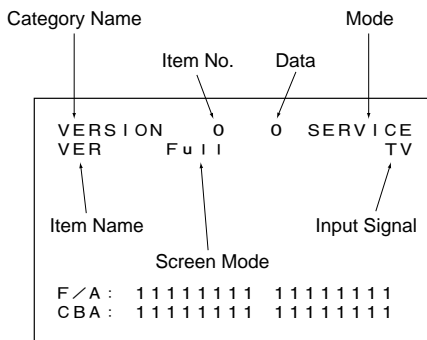 Category Name
Item No.
Data
Mode
VERSION 0 0 SERVICE
VER Full TV
Item Name
Screen Mode
Input Signal
F/A: 11111111 11111111
CBA: 11111111 11111111